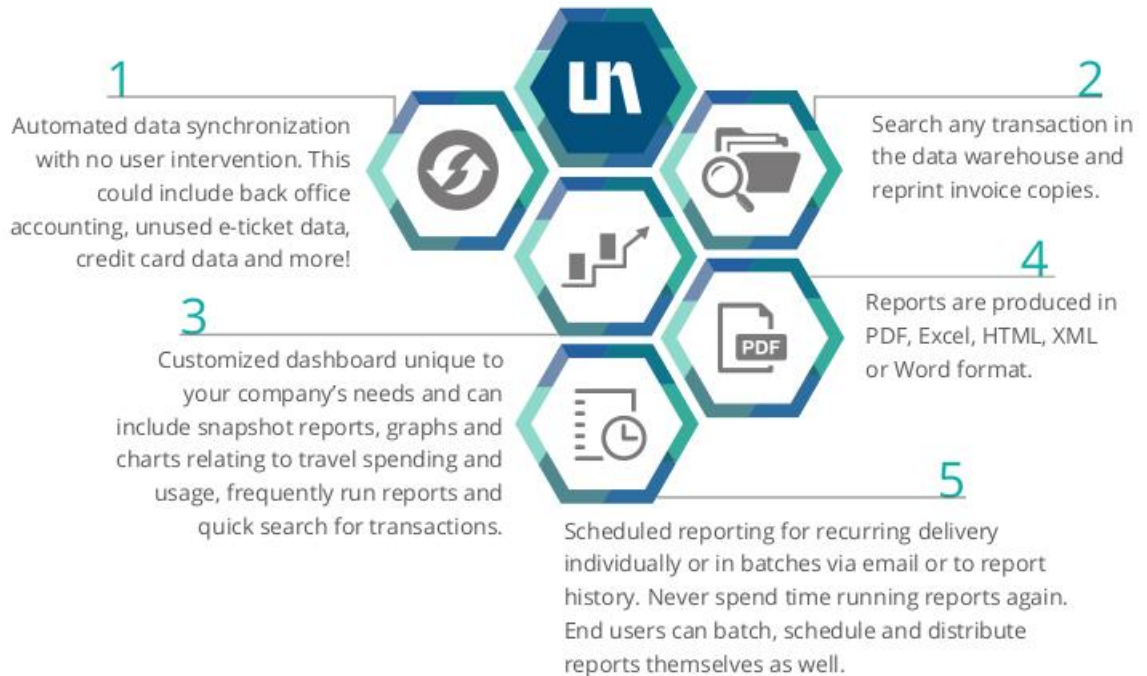 un
1
Automated data synchronization
with no user intervention. This
could include back office
accounting, unused e-ticket data,
credit card data and more!
2
Search any transaction in
the data warehouse and
reprint invoice copies.
3
Customized dashboard unique to
your company’s needs and can
include snapshot reports, graphs and
charts relating to travel spending and
usage, frequently run reports and
quick search for transactions.
4
Reports are produced in
PDF, Excel, HTML, XML
or Word format.
PDF
5
Scheduled reporting for recurring delivery
individually or in batches via email or to report
history. Never spend time running reports again.
End users can batch, schedule and distribute
reports themselves as well.